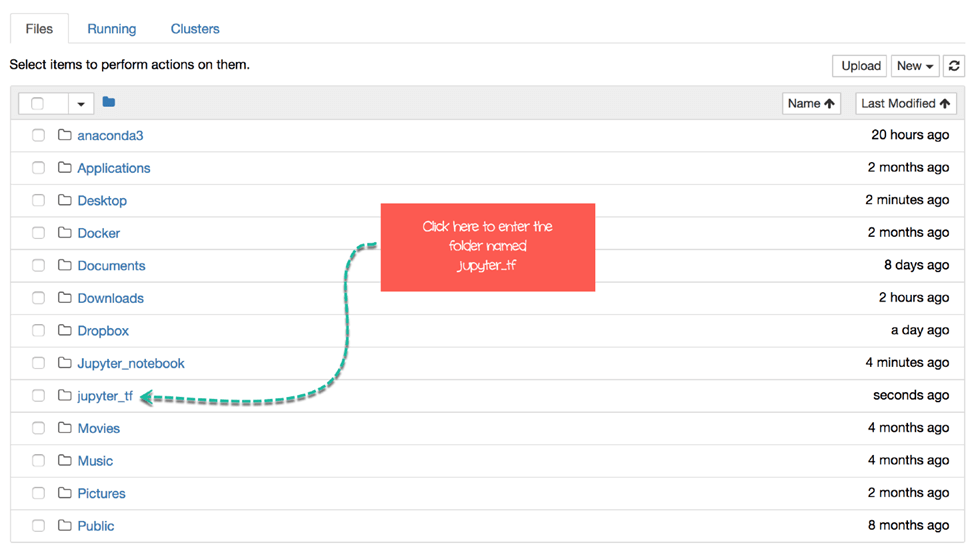 Files Running Clusters
Select items to perform actions on them.
Upload New
Name Last Modified
anaconda3 20 hours ago
Applications 2 months ago
Desktop 2 minutes ago
Docker 2 months ago
Documents 8 days ago
Downloads 2 hours ago
Dropbox a day ago
Jupyter_notebook 4 minutes ago
jupyter_tf seconds ago
Movies 4 months ago
Music 4 months ago
Pictures 2 months ago
Public 8 months ago
Click here to enter the
folder named
jupyter_tf